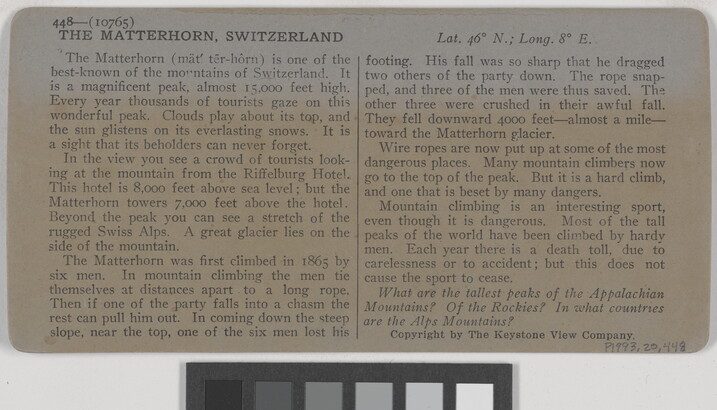 448—(10765)
THE MATTERHORN, SWITZERLAND
Lat. 46° N.; Long. 8° E.
The Matterhorn (mät′ tēr-hôrn) is one of the
best-known of the mountains of Switzerland. It
is a magnificent peak, almost 15,000 feet high.
Every year thousands of tourists gaze on this
wonderful peak. Clouds play about its top, and
the sun glistens on its everlasting snows. It is
a sight that its beholders can never forget.
In the view you see a crowd of tourists look-
ing at the mountain from the Riffelburg Hotel.
This hotel is 8,000 feet above sea level; but the
Matterhorn towers 7,000 feet above the hotel.
Beyond the peak you can see a stretch of the
rugged Swiss Alps. A great glacier lies on the
side of the mountain.
The Matterhorn was first climbed in 1865 by
six men. In mountain climbing the men tie
themselves at distances apart to a long rope.
Then if one of the party falls into a chasm the
rest can pull him out. In coming down the steep
slope, near the top, one of the six men lost his
footing. His fall was so sharp that he dragged
two others of the party down. The rope snap-
ped, and three of the men were thus saved. The
other three were crushed in their awful fall.
They fell downward 4000 feet—almost a mile—
toward the Matterhorn glacier.
Wire ropes are now put up at some of the most
dangerous places. Many mountain climbers now
go to the top of the peak. But it is a hard climb,
and one that is beset by many dangers.
Mountain climbing is an interesting sport,
even though it is dangerous. Most of the tall
peaks of the world have been climbed by hardy
men. Each year there is a death toll, due to
carelessness or to accident; but this does not
cause the sport to cease.
What are the tallest peaks of the Appalachian
Mountains? Of the Rockies? In what countries
are the Alps Mountains?
Copyright by The Keystone View Company.
P1993.20.448